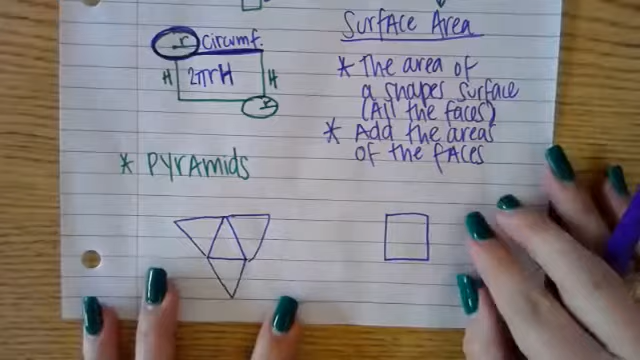 Surface Area
r circumf.
H 2πrH H
r
* The area of
a shapes surface
(All the faces)
* Add the areas
of the faces
* Pyramids